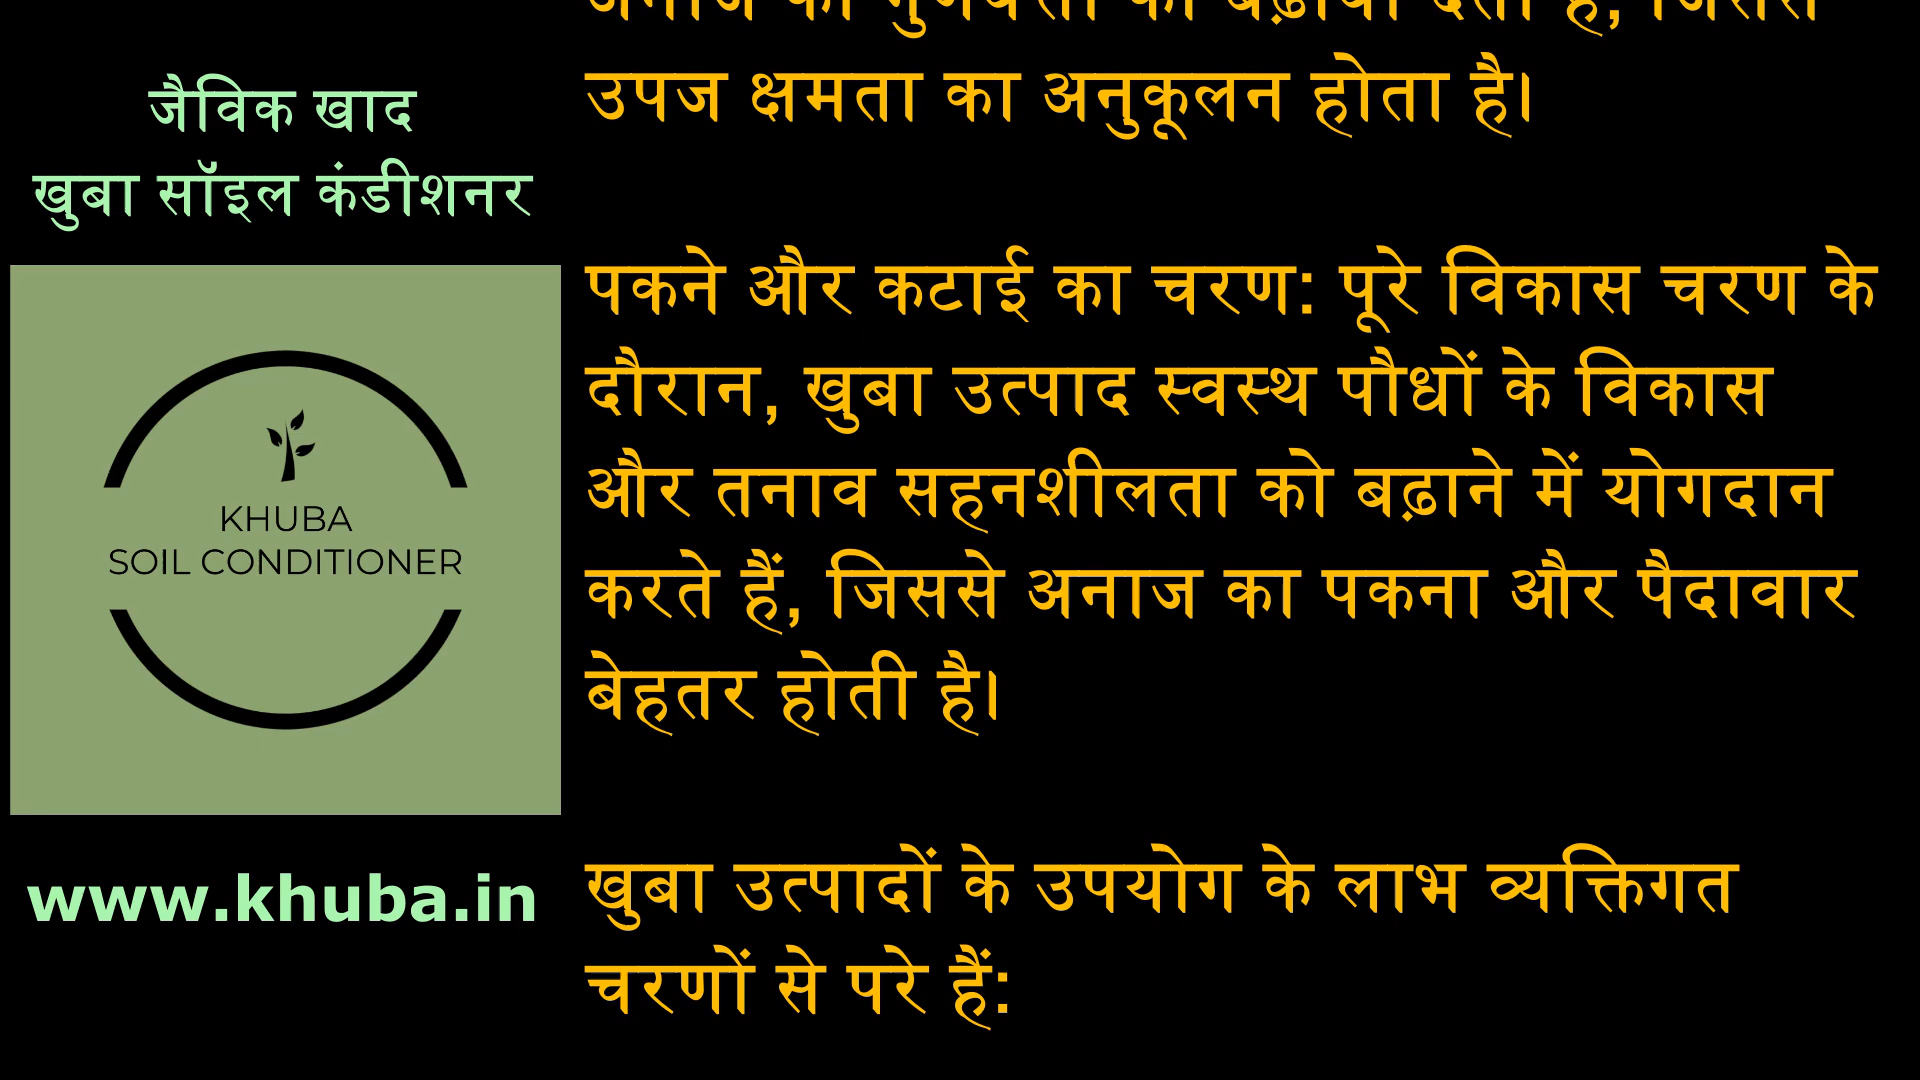 जैविक खाद
खुबा सॉइल कंडीशनर
KHUBA
SOIL CONDITIONER
www.khuba.in
उपज क्षमता का अनुकूलन होता है।
पकने और कटाई का चरण: पूरे विकास चरण के
दौरान, खुबा उत्पाद स्वस्थ पौधों के विकास
और तनाव सहनशीलता को बढ़ाने में योगदान
करते हैं, जिससे अनाज का पकना और पैदावार
बेहतर होती है।
खुबा उत्पादों के उपयोग के लाभ व्यक्तिगत
चरणों से परे हैं: